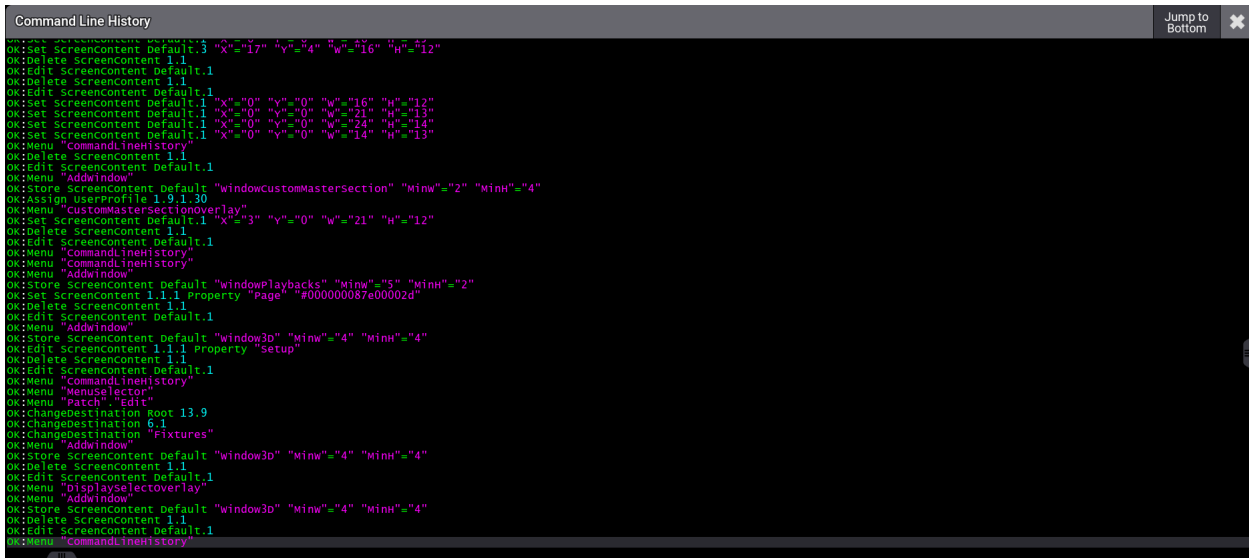 Command Line History
Jump to
Bottom
OK:Set ScreenContent Default.3 "X"="17" "Y"="4" "W"="16" "H"="12"
OK:Delete ScreenContent 1.1
OK:Edit ScreenContent Default.1
OK:Delete ScreenContent 1.1
OK:Edit ScreenContent Default.1
OK:Set ScreenContent Default.1 "X"="0" "Y"="0" "W"="16" "H"="12"
OK:Set ScreenContent Default.1 "X"="0" "Y"="0" "W"="21" "H"="13"
OK:Set ScreenContent Default.1 "X"="0" "Y"="0" "W"="24" "H"="14"
OK:Set ScreenContent Default.1 "X"="0" "Y"="0" "W"="14" "H"="13"
OK:Menu "CommandLineHistory"
OK:Delete ScreenContent 1.1
OK:Edit ScreenContent Default.1
OK:Menu "AddWindow"
OK:Store ScreenContent Default "WindowCustomMasterSection" "MinW"="2" "MinH"="4"
OK:Assign UserProfile 1.9.1.30
OK:Menu "CustomMasterSectionOverlay"
OK:Set ScreenContent Default.1 "X"="3" "Y"="0" "W"="21" "H"="12"
OK:Delete ScreenContent 1.1
OK:Edit ScreenContent Default.1
OK:Menu "CommandLineHistory"
OK:Menu "CommandLineHistory"
OK:Menu "AddWindow"
OK:Store ScreenContent Default "WindowPlaybacks" "MinW"="5" "MinH"="2"
OK:Set ScreenContent 1.1.1 Property "Page" "#000000087e00002d"
OK:Delete ScreenContent 1.1
OK:Edit ScreenContent Default.1
OK:Menu "AddWindow"
OK:Store ScreenContent Default "Window3D" "MinW"="4" "MinH"="4"
OK:Edit ScreenContent 1.1.1 Property "Setup"
OK:Delete ScreenContent 1.1
OK:Edit ScreenContent Default.1
OK:Menu "CommandLineHistory"
OK:Menu "MenuSelector"
OK:Menu "Patch"."Edit"
OK:ChangeDestination Root 13.9
OK:ChangeDestination 6.1
OK:ChangeDestination "Fixtures"
OK:Menu "AddWindow"
OK:Store ScreenContent Default "Window3D" "MinW"="4" "MinH"="4"
OK:Delete ScreenContent 1.1
OK:Edit ScreenContent Default.1
OK:Menu "DisplaySelectOverlay"
OK:Menu "AddWindow"
OK:Store ScreenContent Default "Window3D" "MinW"="4" "MinH"="4"
OK:Delete ScreenContent 1.1
OK:Edit ScreenContent Default.1
OK:Menu "CommandLineHistory"